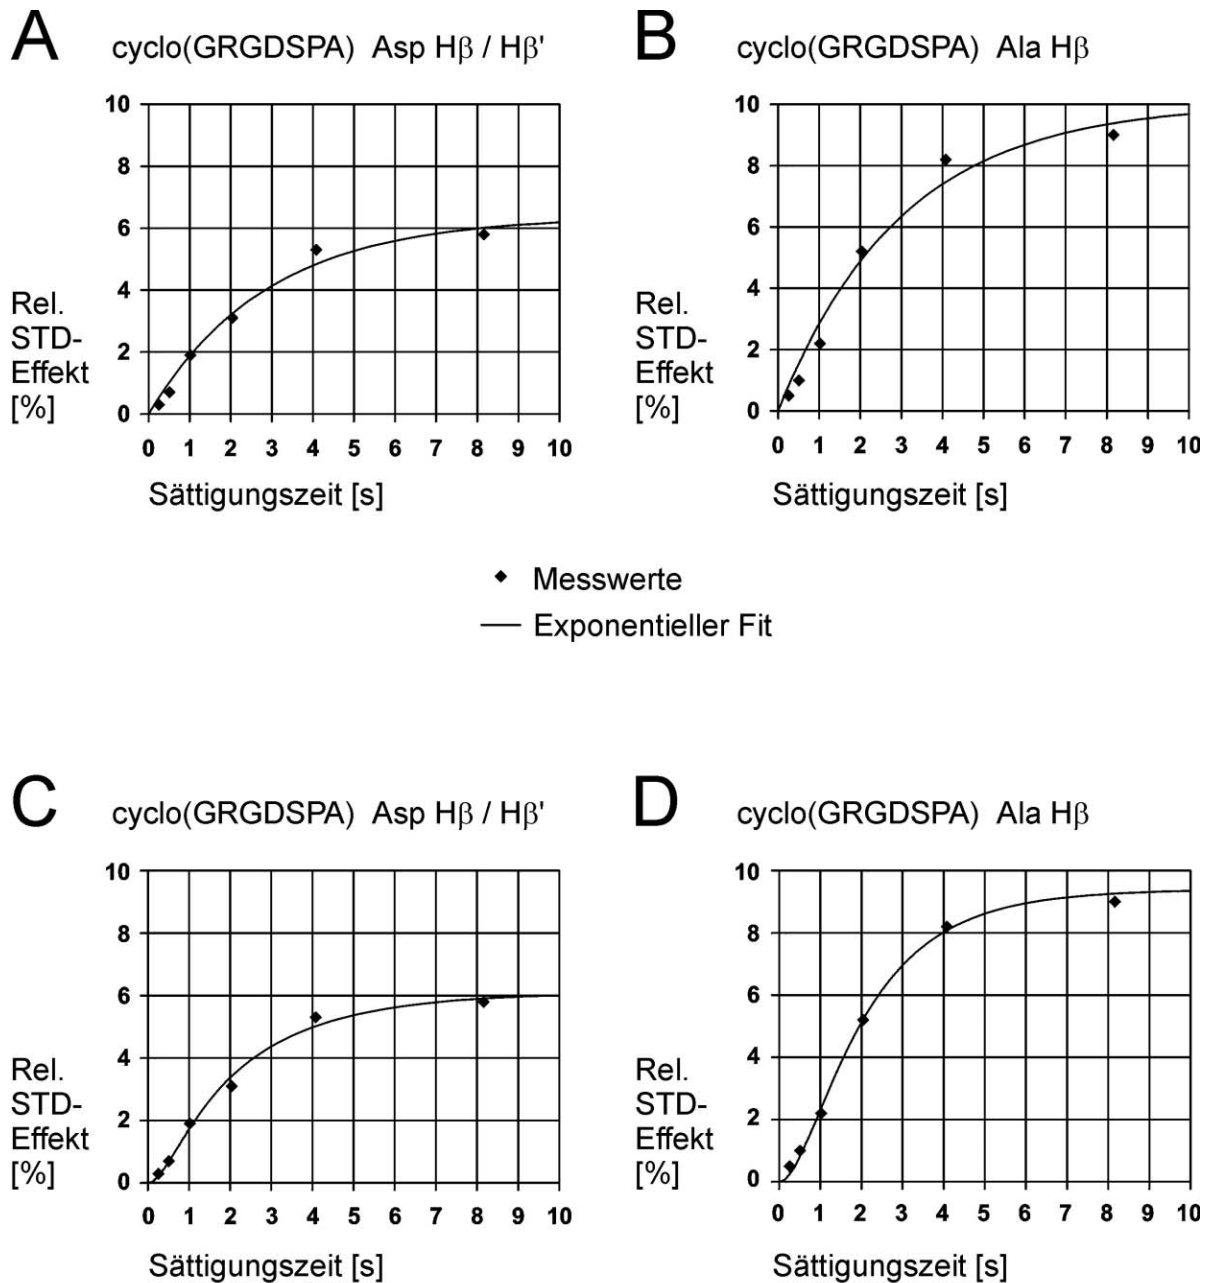 A cyclo(GRGDSPA) Asp Hβ / Hβ'
10
8
6
4
2
0
Rel.
STD-
Effekt
[%]
0 1 2 3 4 5 6 7 8 9 10
Sättigungszeit [s]
B cyclo(GRGDSPA) Ala Hβ
10
8
6
4
2
0
Rel.
STD-
Effekt
[%]
0 1 2 3 4 5 6 7 8 9 10
Sättigungszeit [s]
Messwerte
Exponentieller Fit
C cyclo(GRGDSPA) Asp Hβ / Hβ'
10
8
6
4
2
0
Rel.
STD-
Effekt
[%]
0 1 2 3 4 5 6 7 8 9 10
Sättigungszeit [s]
D cyclo(GRGDSPA) Ala Hβ
10
8
6
4
2
0
Rel.
STD-
Effekt
[%]
0 1 2 3 4 5 6 7 8 9 10
Sättigungszeit [s]